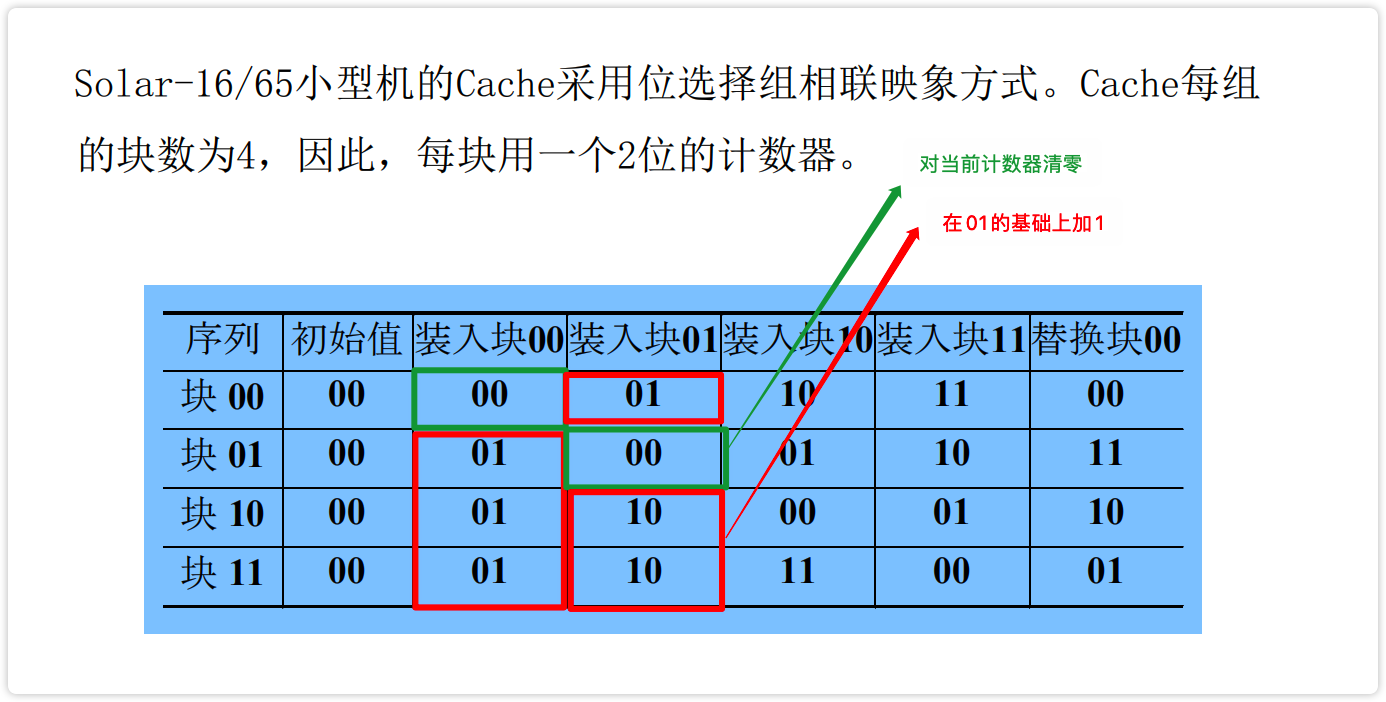 Solar-16/65小型机的Cache采用位选择组相联映象方式。Cache每组
的块数为4，因此，每块用一个2位的计数器。
对当前计数器清零
在01的基础上加1
序列 初始值 装入块00 装入块01 装入块10 装入块11 替换块00
块 00 00 00 01 10 11 00
块 01 00 01 00 01 10 11
块 10 00 01 10 00 01 10
块 11 00 01 10 11 00 01